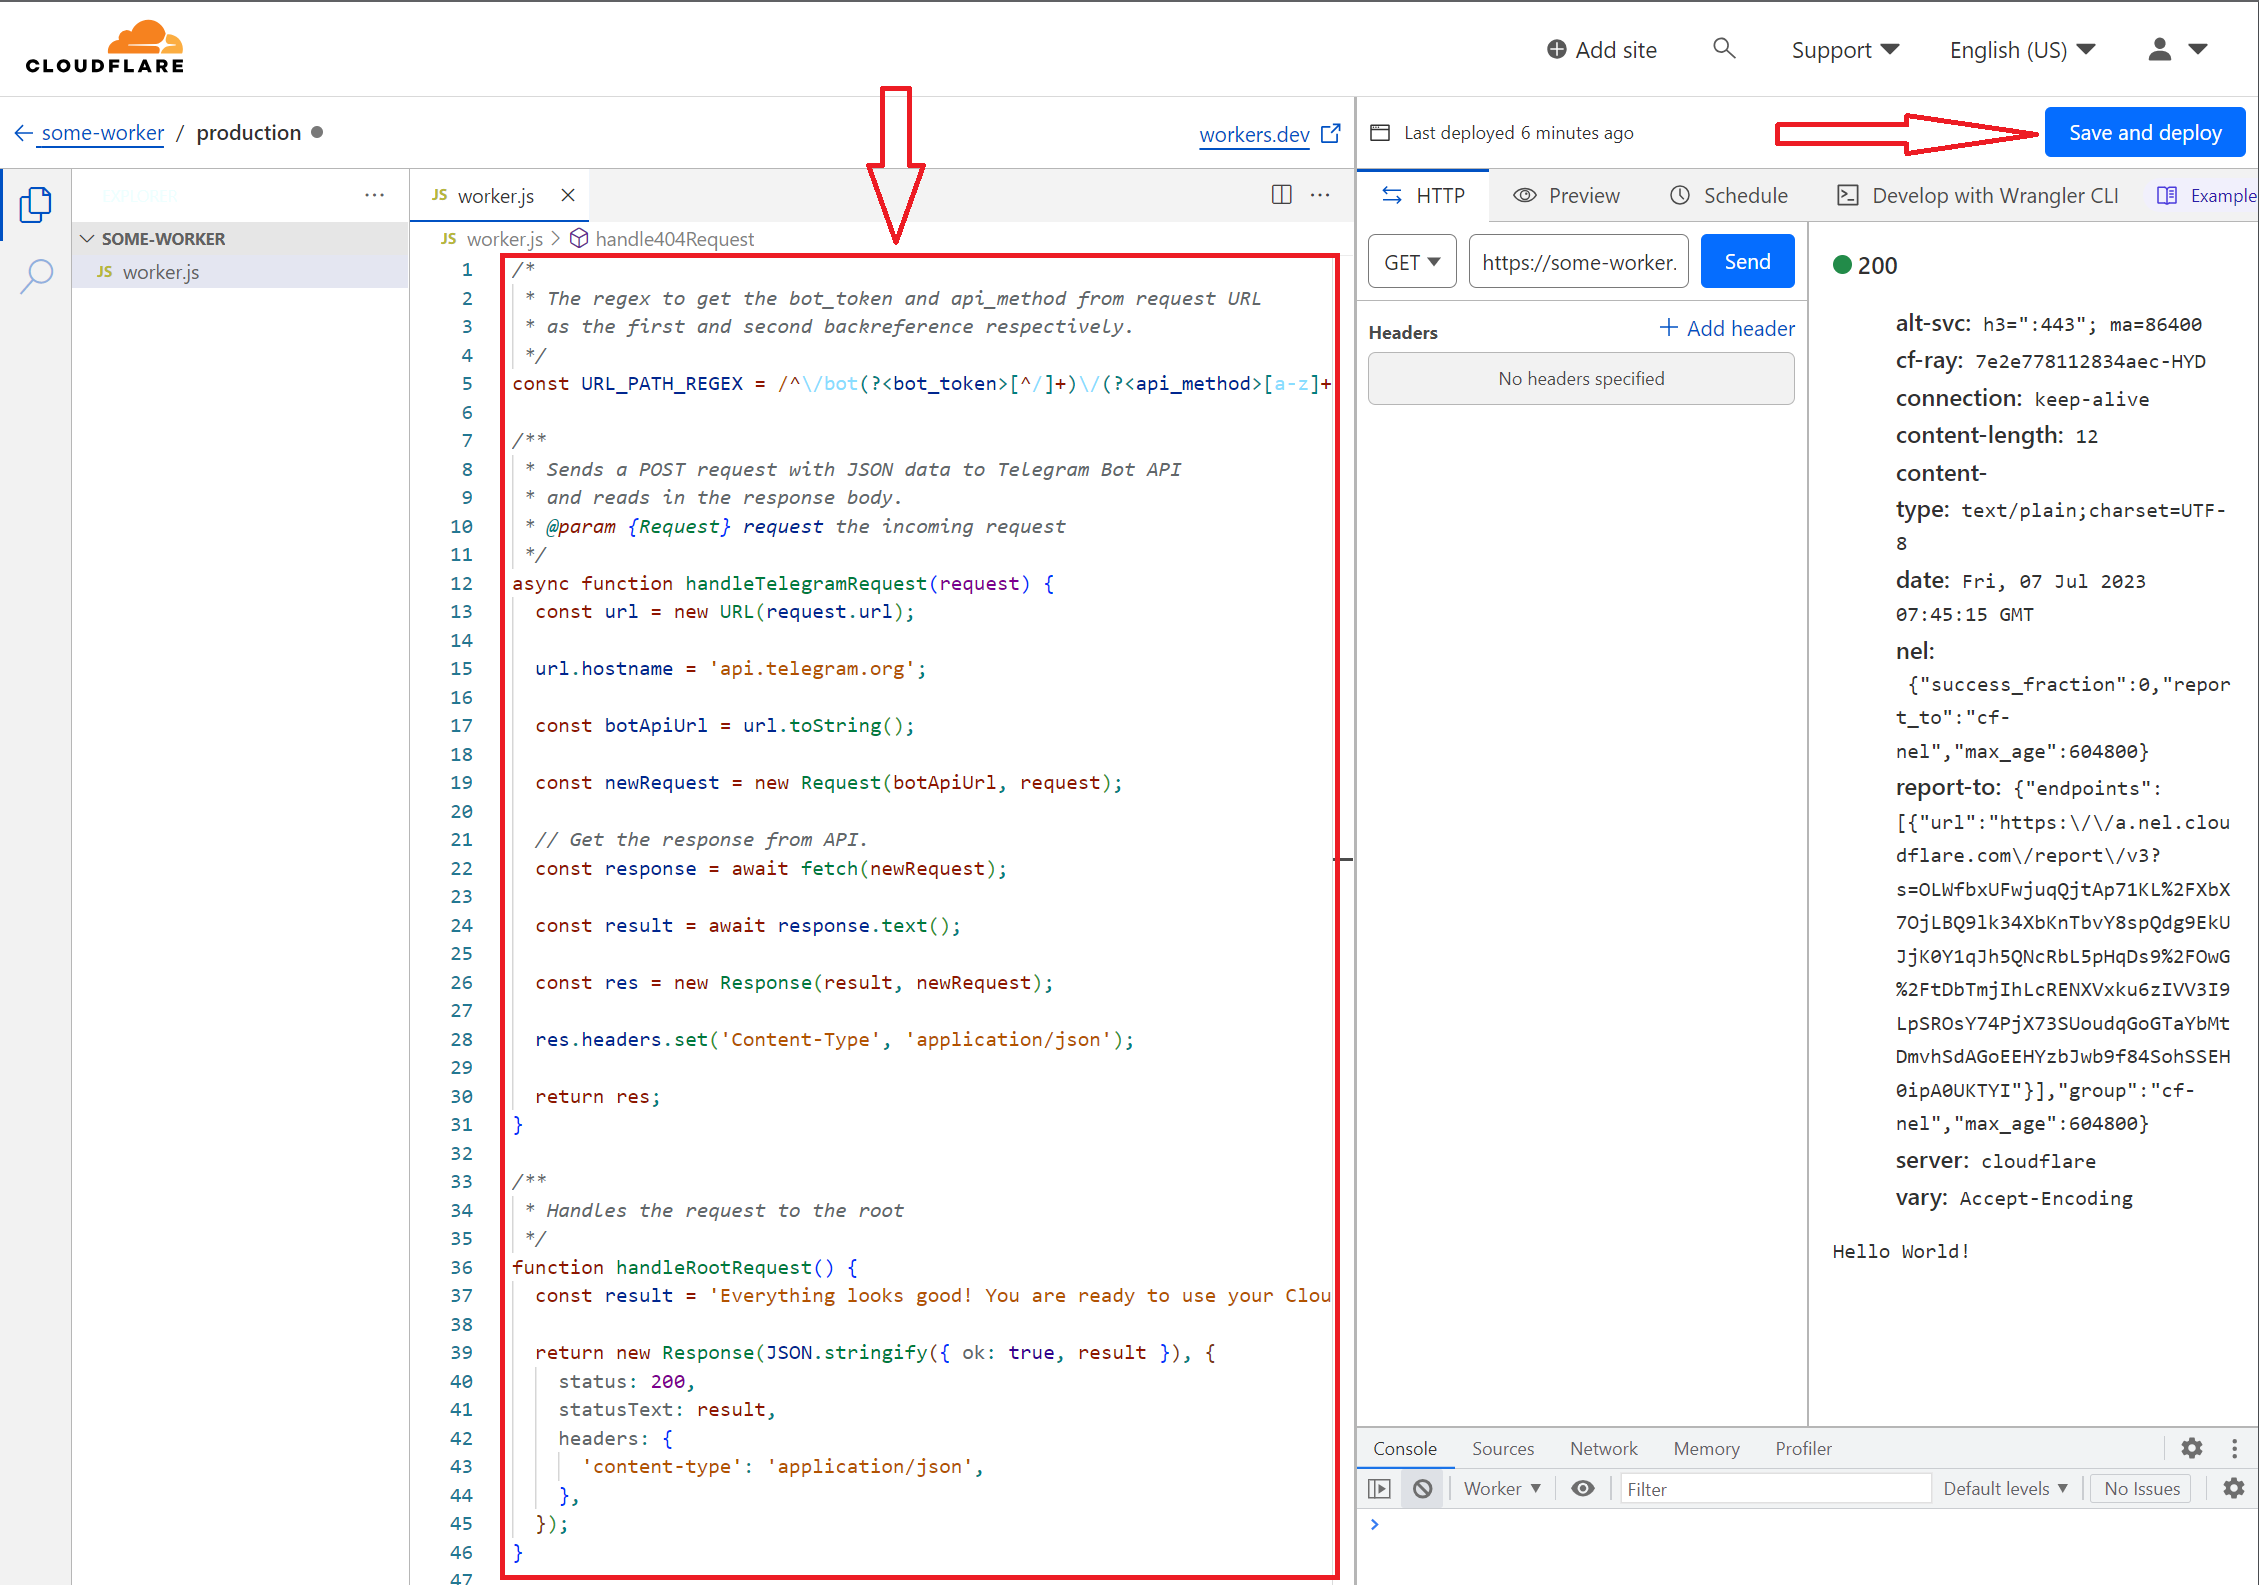 CLOUDFLARE
Add site
Support
English (US)
some-worker / production
workers.dev
Last deployed 6 minutes ago
Save and deploy
EXPLORER
SOME-WORKER
JS worker.js
JS worker.js
JS worker.js > handle404Request
1 /*
2 * The regex to get the bot_token and api_method from request URL
3 * as the first and second backreference respectively.
4 */
5 const URL_PATH_REGEX = /^\/bot(?<bot_token>[^/]+)\/(?<api_method>[a-z]+
6
7 /**
8 * Sends a POST request with JSON data to Telegram Bot API
9 * and reads in the response body.
10 * @param {Request} request the incoming request
11 */
12 async function handleTelegramRequest(request) {
13 const url = new URL(request.url);
14
15 url.hostname = 'api.telegram.org';
16
17 const botApiUrl = url.toString();
18
19 const newRequest = new Request(botApiUrl, request);
20
21 // Get the response from API.
22 const response = await fetch(newRequest);
23
24 const result = await response.text();
25
26 const res = new Response(result, newRequest);
27
28 res.headers.set('Content-Type', 'application/json');
29
30 return res;
31 }
32
33 /**
34 * Handles the request to the root
35 */
36 function handleRootRequest() {
37 const result = 'Everything looks good! You are ready to use your Clou
38
39 return new Response(JSON.stringify({ ok: true, result }), {
40 status: 200,
41 statusText: result,
42 headers: {
43 'content-type': 'application/json',
44 },
45 });
46 }
47
HTTP
Preview
Schedule
Develop with Wrangler CLI
Example
GET
https://some-worker.
Send
Headers
Add header
No headers specified
200
alt-svc: h3=":443"; ma=86400
cf-ray: 7e2e778112834aec-HYD
connection: keep-alive
content-length: 12
content-
type: text/plain;charset=UTF-
8
date: Fri, 07 Jul 2023
07:45:15 GMT
nel:
{"success_fraction":0,"repor
t_to":"cf-
nel","max_age":604800}
report-to: {"endpoints":
[{"url":"https:\/\/a.nel.clou
dflare.com\/report\/v3?
s=OLWfbxUFwjuqQjtAp71KL%2FXbX
7OjLBQ9lk34XbKnTbvY8spQdg9EkU
JjK0Y1qJh5QNcRbL5pHqDs9%2FOwG
%2FtDbTmjIhLcRENXVxku6zIVV3I9
LpSROsY74PjX73SUoudqGoGTaYbMt
DmvhSdAGoEEHYzbJwb9f84SohSSEH
0ipA0UKTYI"}],"group":"cf-
nel","max_age":604800}
server: cloudflare
vary: Accept-Encoding
Hello World!
Console
Sources
Network
Memory
Profiler
Worker
Filter
Default levels
No Issues